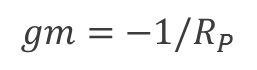 gm = −1/R_P